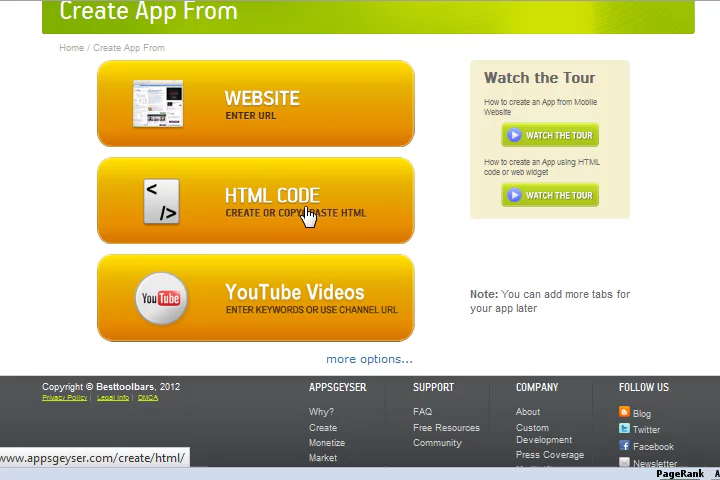 Create App From
Home / Create App From
WEBSITE
ENTER URL
< />
HTML CODE
CREATE OR COPY/PASTE HTML
You Tube
YouTube Videos
ENTER KEYWORDS OR USE CHANNEL URL
more options...
Watch the Tour
How to create an App from Mobile
Website
WATCH THE TOUR
How to create an App using HTML
code or web widget
WATCH THE TOUR
Note: You can add more tabs for
your app later
Copyright © Besttoolbars, 2012
Privacy Policy | Legal Info | DMCA
APPSGEYSER
Why?
Create
Monetize
Market
SUPPORT
FAQ
Free Resources
Community
COMPANY
About
Custom
Development
Press Coverage
FOLLOW US
Blog
Twitter
Facebook
Newsletter
www.appsgeyser.com/create/html/
PageRank